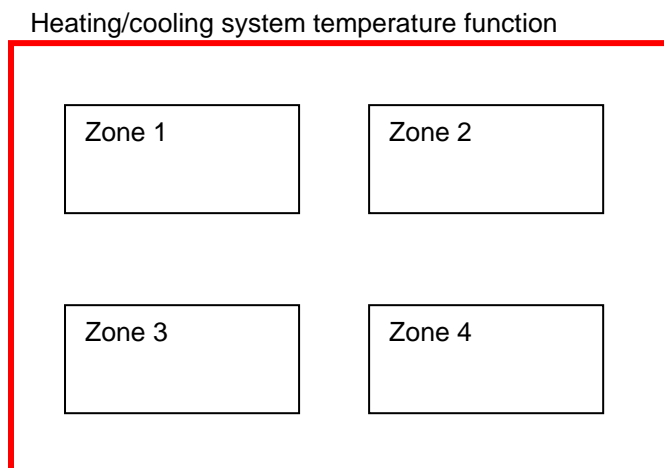 Heating/cooling system temperature function
Zone 1
Zone 2
Zone 3
Zone 4